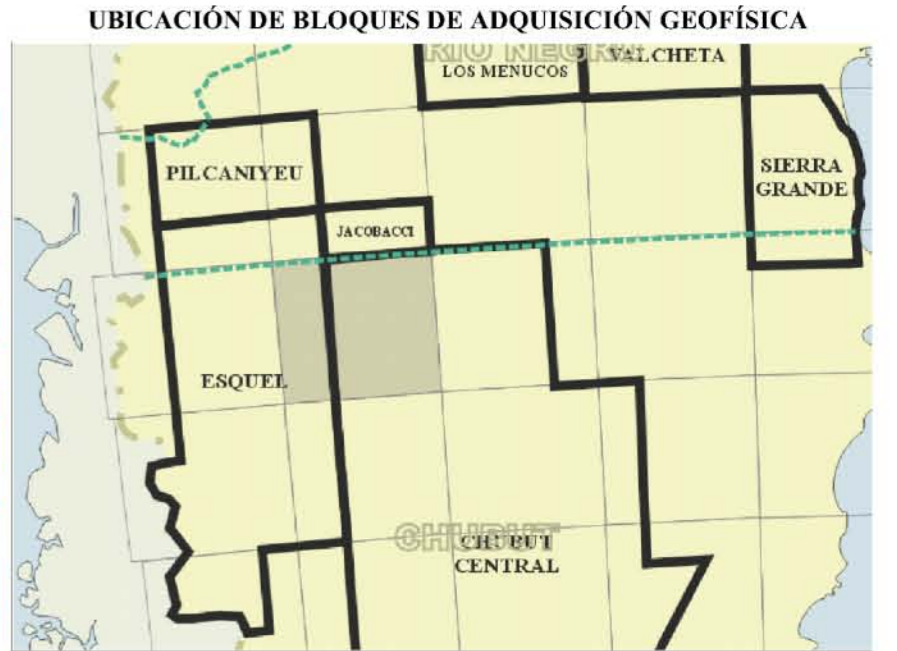 UBICACIÓN DE BLOQUES DE ADQUISICIÓN GEOFÍSICA
RIO NEGRO
VALCHETA
LOS MENUCOS
PILCANIYEU
SIERRA
GRANDE
JACOBACCI
ESQUEL
CHUBUT
CHUBUT
CENTRAL